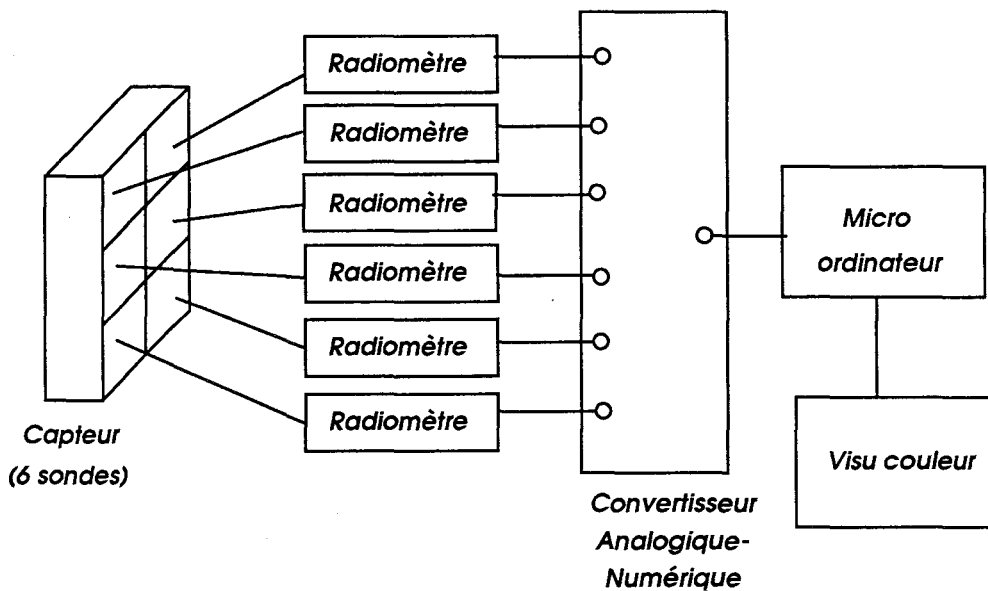 Radiomètre
Radiomètre
Radiomètre
Radiomètre
Radiomètre
Radiomètre
Capteur
(6 sondes)
Convertisseur
Analogique-
Numérique
Micro
ordinateur
Visu couleur